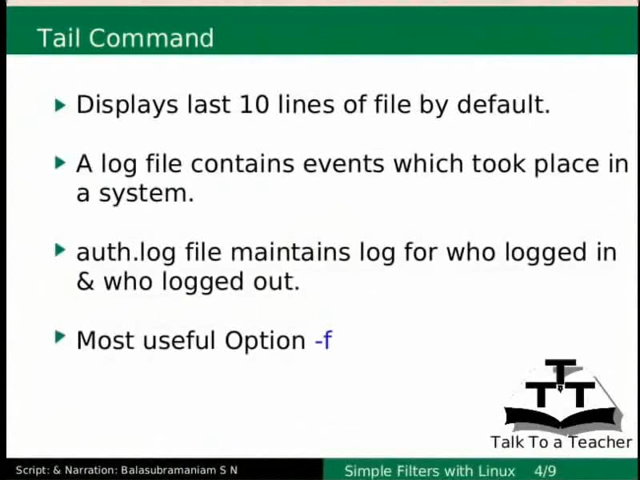 Tail Command
Displays last 10 lines of file by default.
A log file contains events which took place in
a system.
auth.log file maintains log for who logged in
& who logged out.
Most useful Option -f
T
T T
Talk To a Teacher
Script: & Narration: Balasubramaniam S N
Simple Filters with Linux 4/9